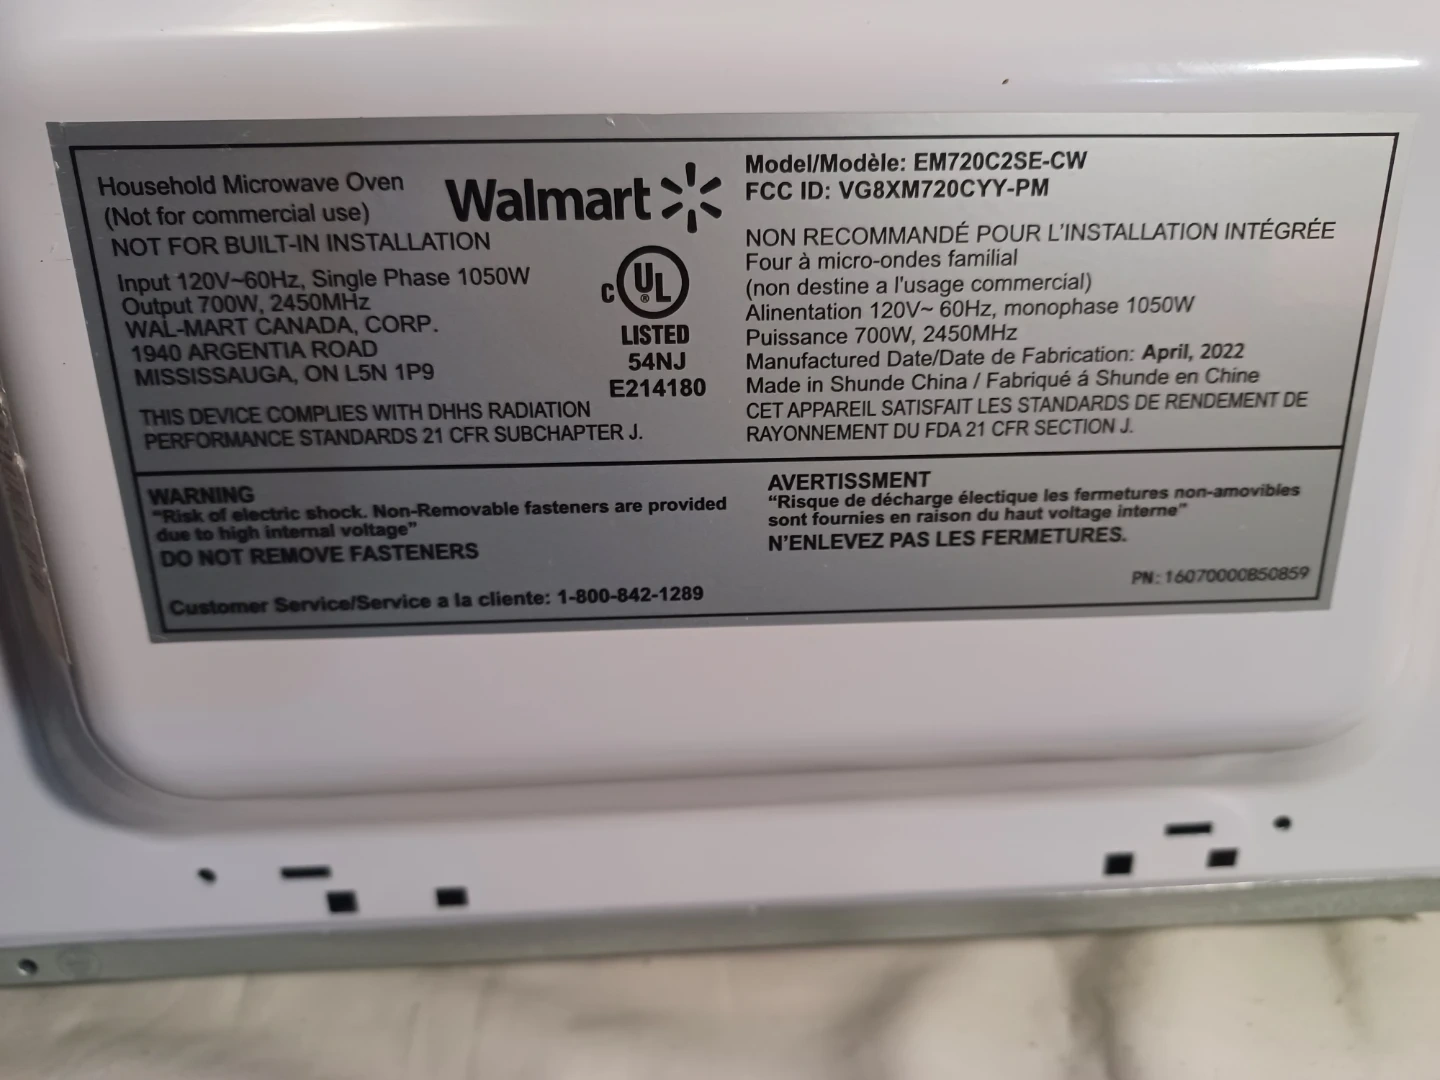 Household Microwave Oven
(Not for commercial use)
NOT FOR BUILT-IN INSTALLATION
Input 120V~60Hz, Single Phase 1050W
Output 700W, 2450MHz
WAL-MART CANADA, CORP.
1940 ARGENTIA ROAD
MISSISSAUGA, ON L5N 1P9
THIS DEVICE COMPLIES WITH DHHS RADIATION
PERFORMANCE STANDARDS 21 CFR SUBCHAPTER J.
Walmart
C UL ®
LISTED
54NJ
E214180
Model/Modèle: EM720C2SE-CW
FCC ID: VG8XM720CYY-PM
NON RECOMMANDÉ POUR L'INSTALLATION INTÉGRÉE
Four à micro-ondes familial
(non destine a l'usage commercial)
Alinentation 120V~ 60Hz, monophase 1050W
Puissance 700W, 2450MHz
Manufactured Date/Date de Fabrication: April, 2022
Made in Shunde China / Fabriqué á Shunde en Chine
CET APPAREIL SATISFAIT LES STANDARDS DE RENDEMENT DE
RAYONNEMENT DU FDA 21 CFR SECTION J.
WARNING
“Risk of electric shock. Non-Removable fasteners are provided
due to high internal voltage”
DO NOT REMOVE FASTENERS
Customer Service/Service a la cliente: 1-800-842-1289
AVERTISSMENT
“Risque de décharge électique les fermetures non-amovibles
sont fournies en raison du haut voltage interne”
N'ENLEVEZ PAS LES FERMETURES.
PN: 16070000B50859